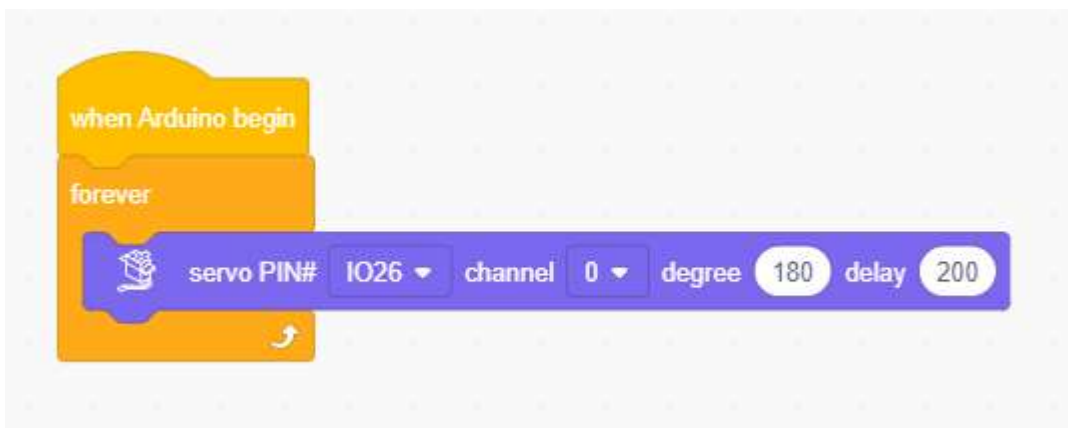 when Arduino begin
forever
servo PIN# IO26 channel 0 degree 180 delay 200